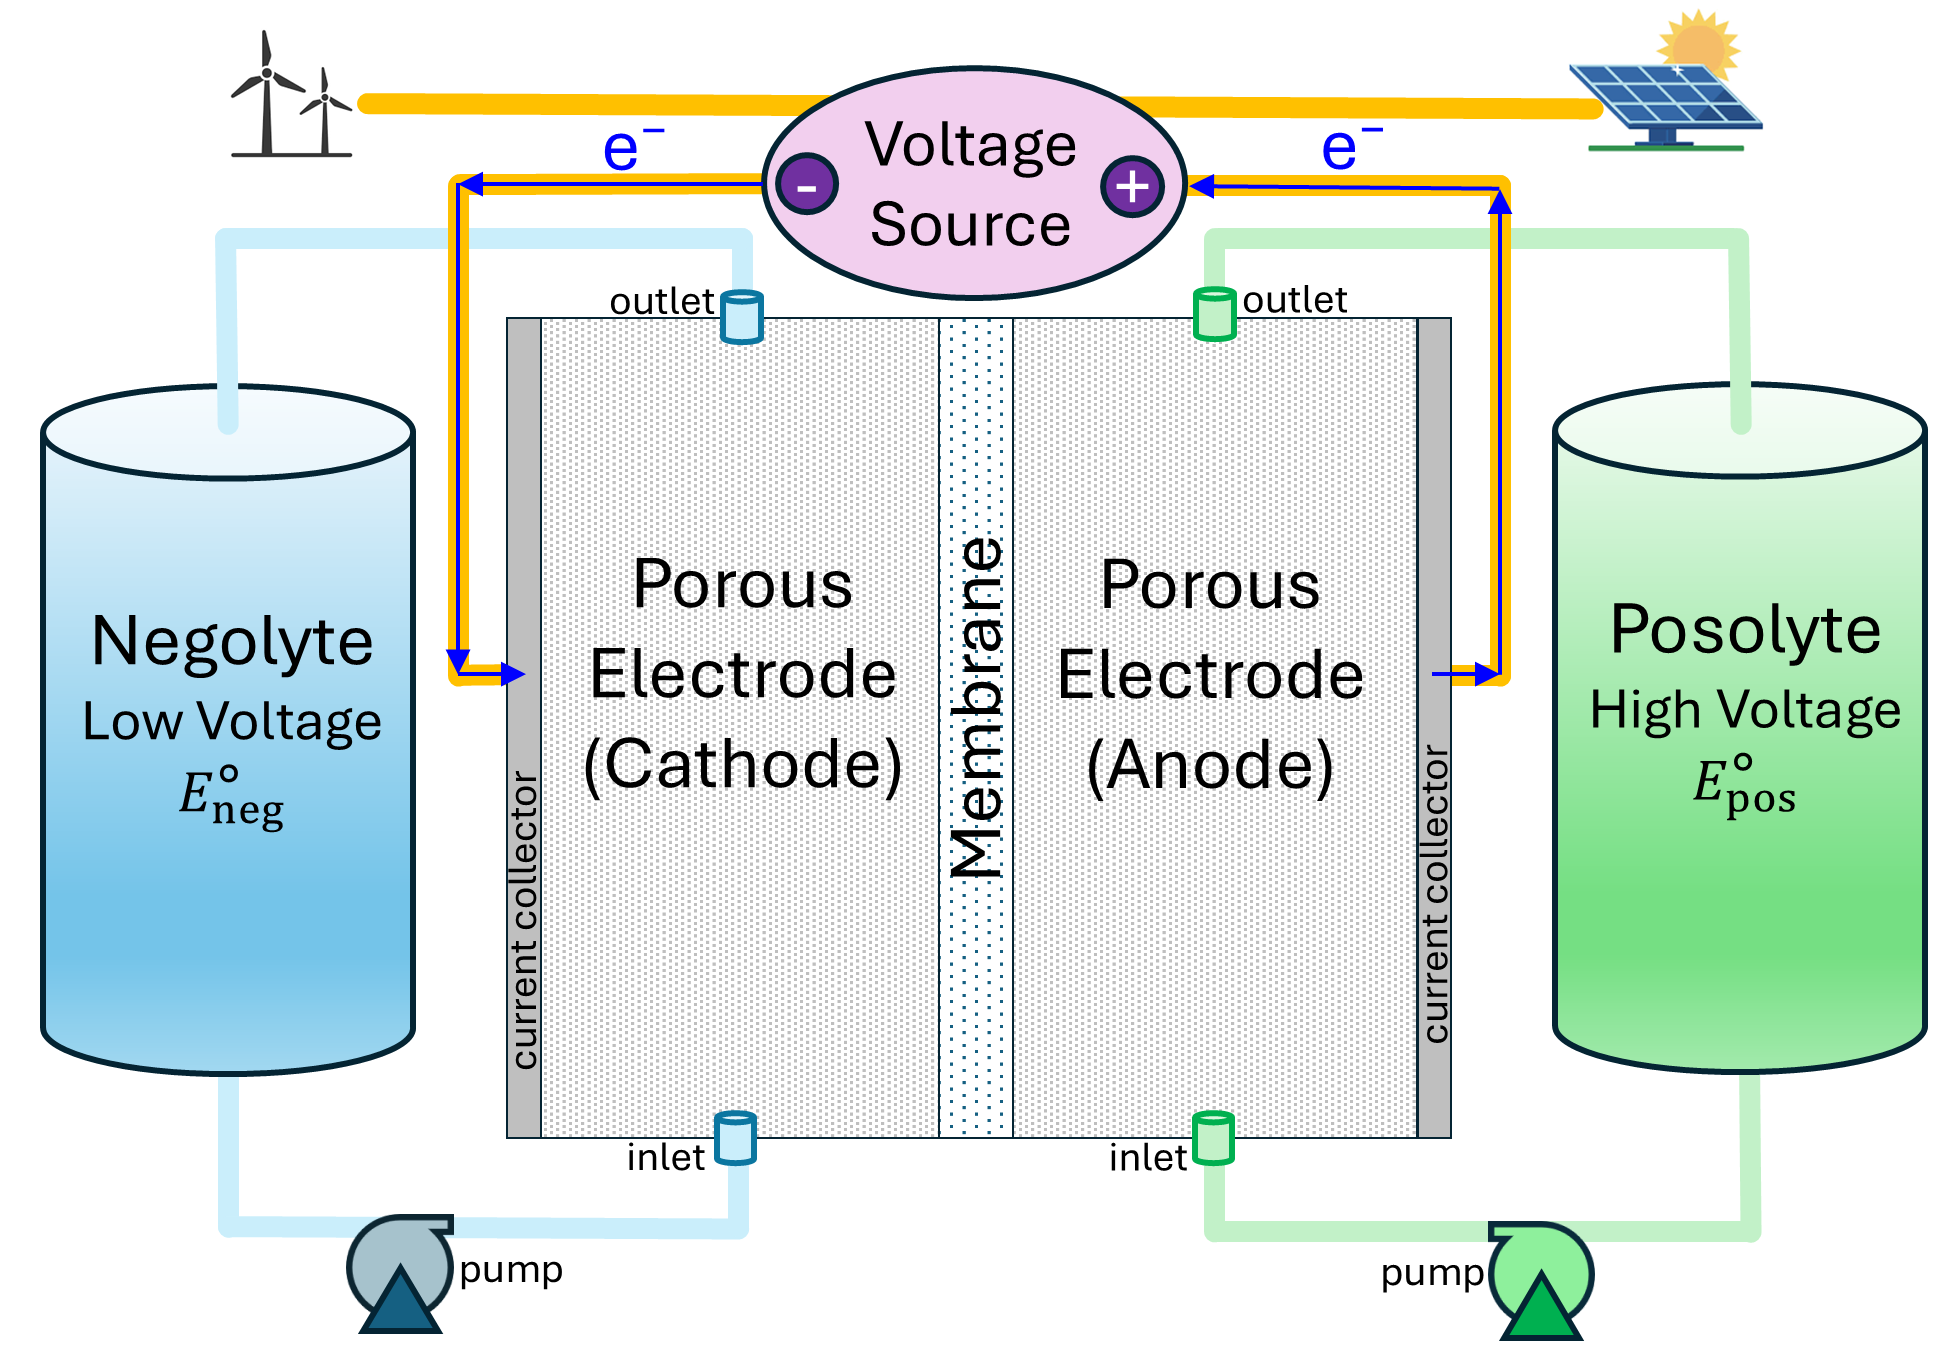 e⁻
e⁻
Voltage
Source
-
+
outlet
outlet
Negolyte
Low Voltage
E°neg
current collector
Porous
Electrode
(Cathode)
Membrane
Porous
Electrode
(Anode)
current collector
Posolyte
High Voltage
E°pos
inlet
inlet
pump
pump